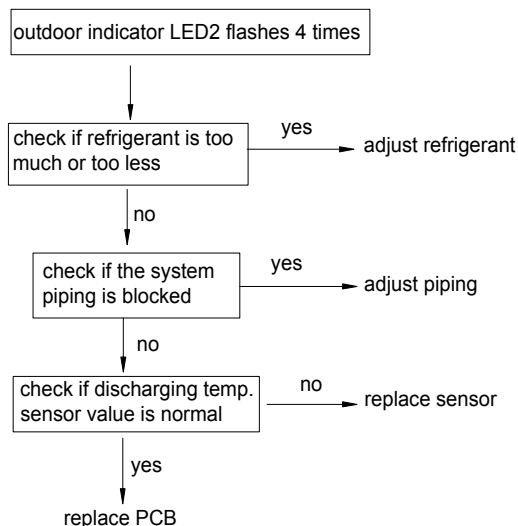 outdoor indicator LED2 flashes 4 times
check if refrigerant is too
much or too less
yes
adjust refrigerant
no
check if the system
piping is blocked
yes
adjust piping
no
check if discharging temp.
sensor value is normal
no
replace sensor
yes
replace PCB